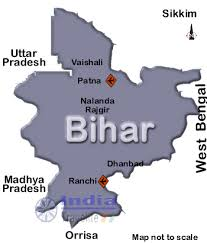 Sikkim
Uttar
Pradesh
Vaishali
Patna
Nalanda
Rajgir
West Bengal
Bihar
Dhanbad
Madhya
Pradesh
Ranchi
India
Orrisa
Map not to scale